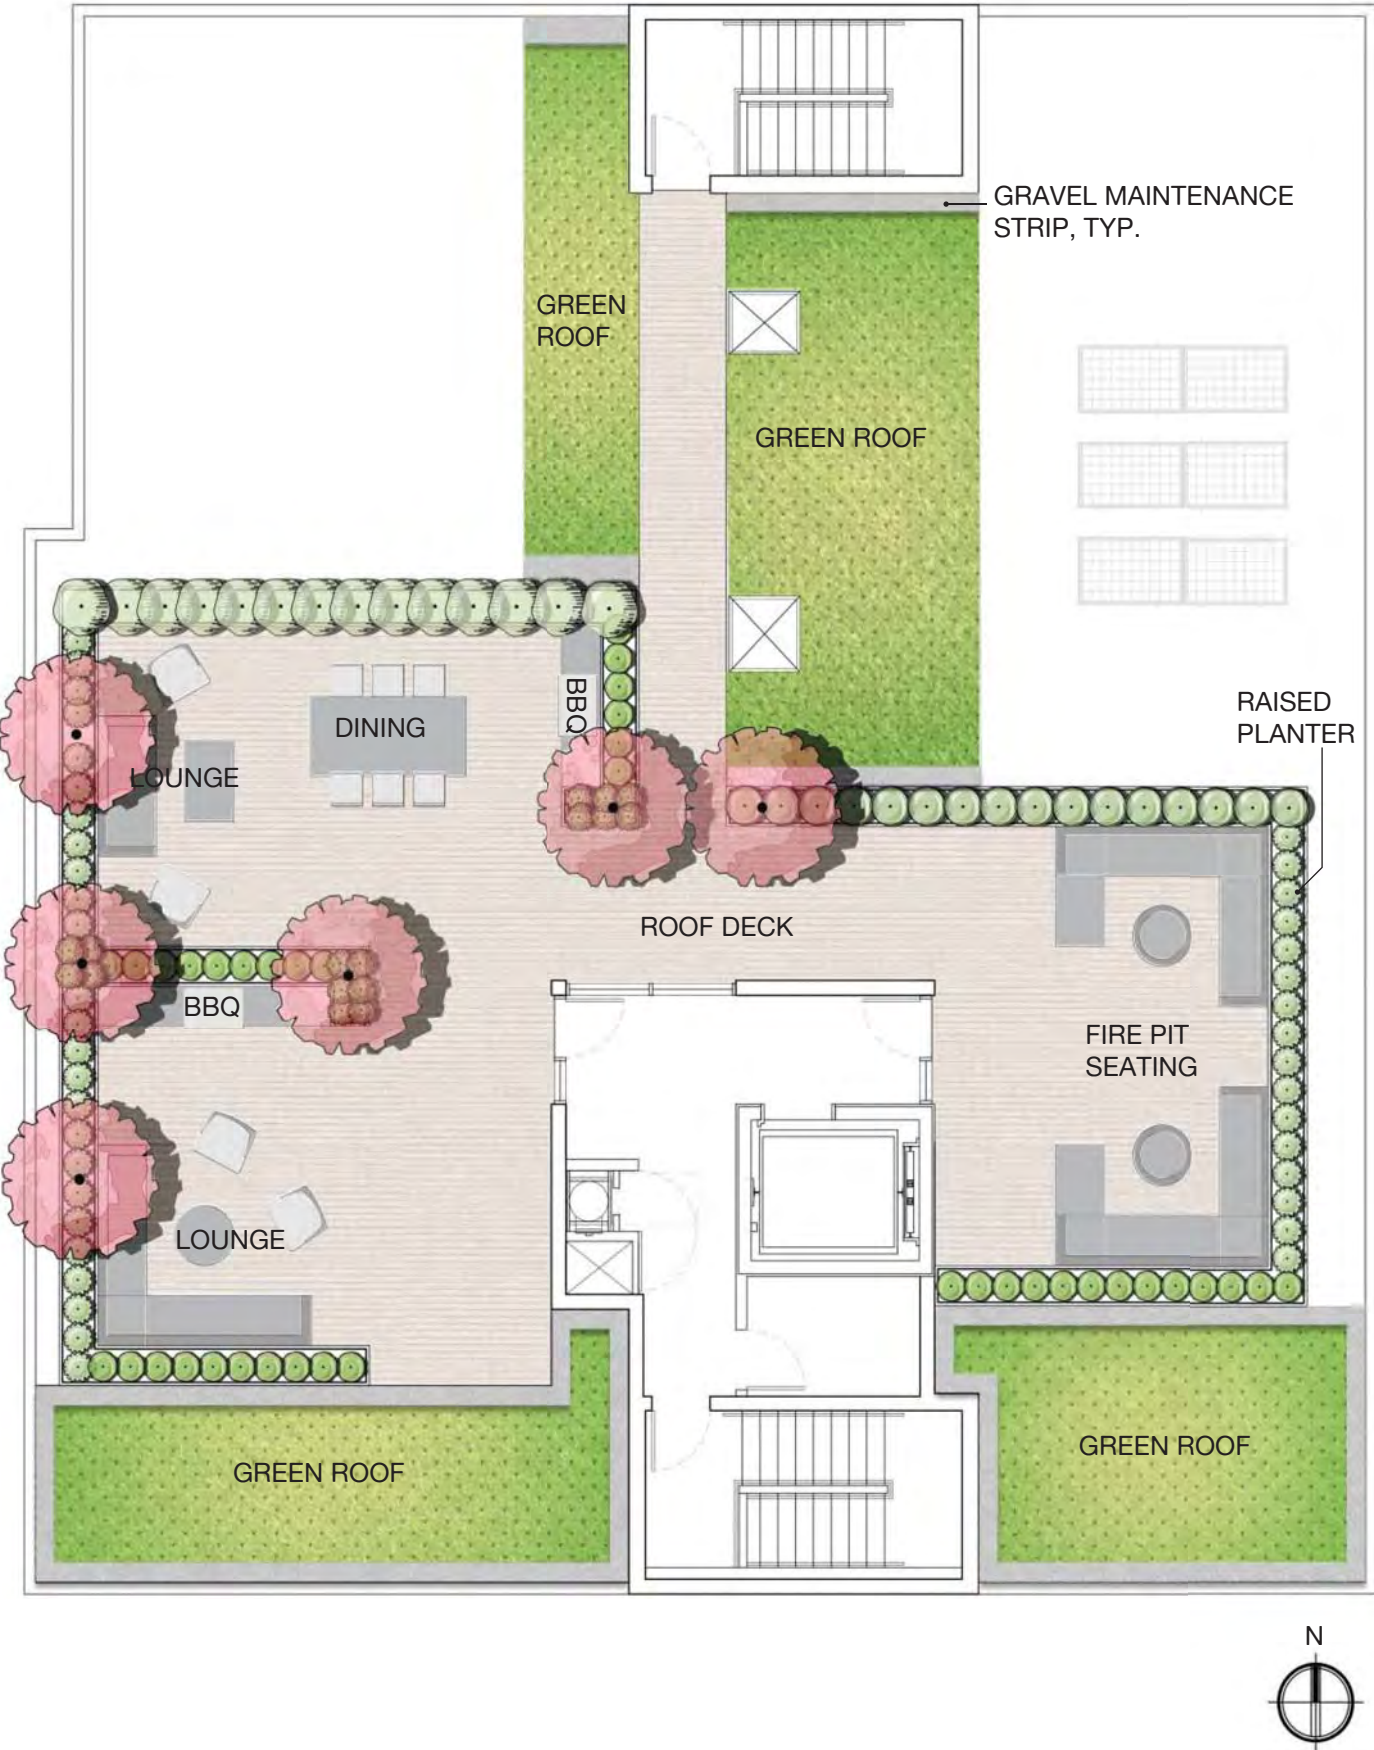 GRAVEL MAINTENANCE
STRIP, TYP.
GREEN
ROOF
GREEN ROOF
RAISED
PLANTER
BBQ
DINING
LOUNGE
ROOF DECK
BBQ
FIRE PIT
SEATING
LOUNGE
GREEN ROOF
GREEN ROOF
N